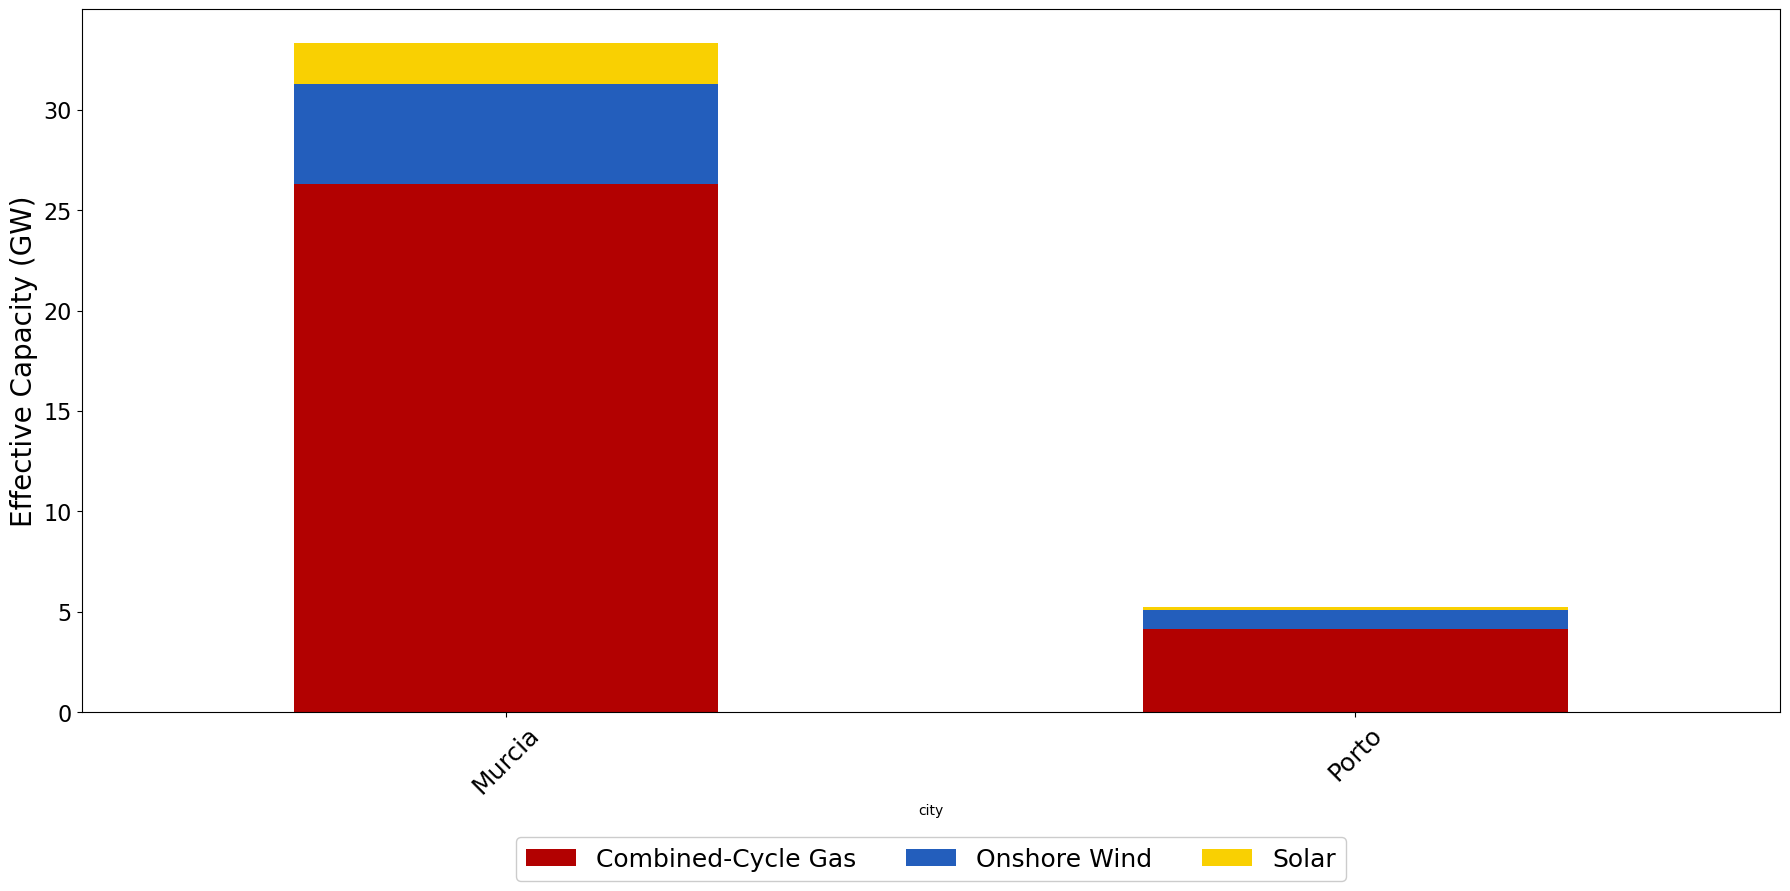 Effective Capacity (GW)
30
25
20
15
10
5
0
Murcia
Porto
city
Combined-Cycle Gas
Onshore Wind
Solar